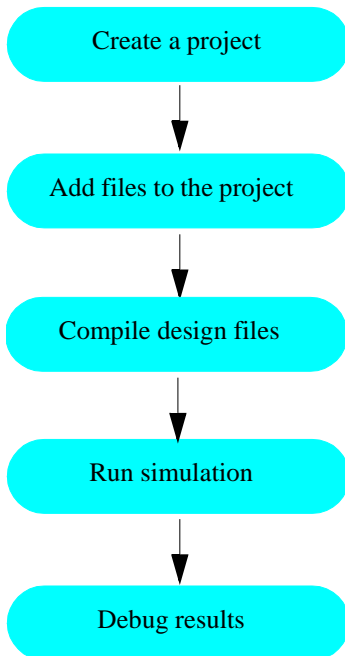 Create a project
Add files to the project
Compile design files
Run simulation
Debug results